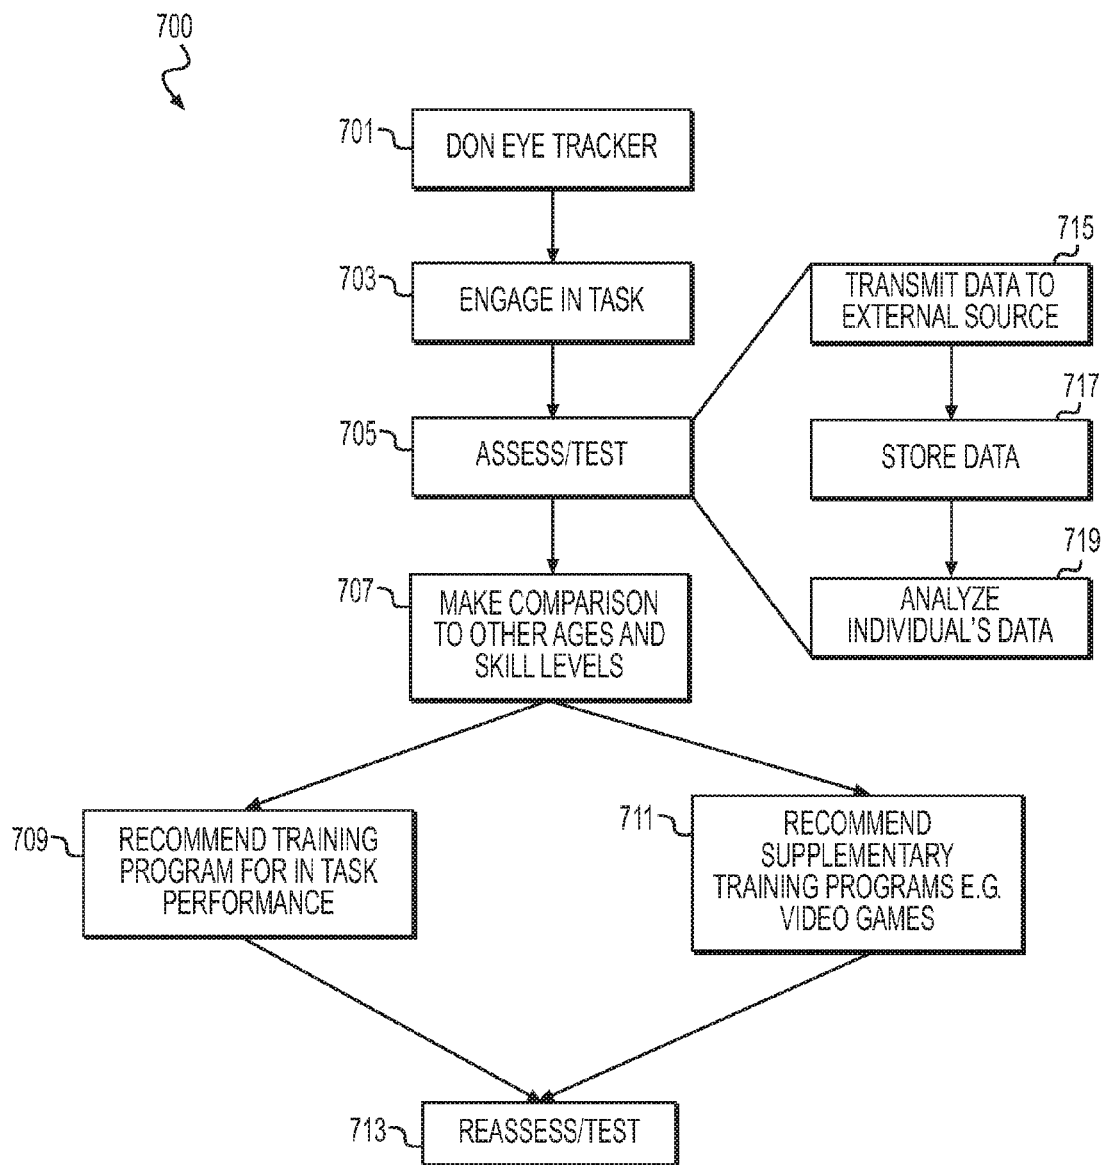 700
701
DON EYE TRACKER
703
ENGAGE IN TASK
705
ASSESS/TEST
715
TRANSMIT DATA TO
EXTERNAL SOURCE
717
STORE DATA
719
ANALYZE
INDIVIDUAL'S DATA
707
MAKE COMPARISON
TO OTHER AGES AND
SKILL LEVELS
709
RECOMMEND TRAINING
PROGRAM FOR IN TASK
PERFORMANCE
711
RECOMMEND
SUPPLEMENTARY
TRAINING PROGRAMS E.G.
VIDEO GAMES
713
REASSESS/TEST